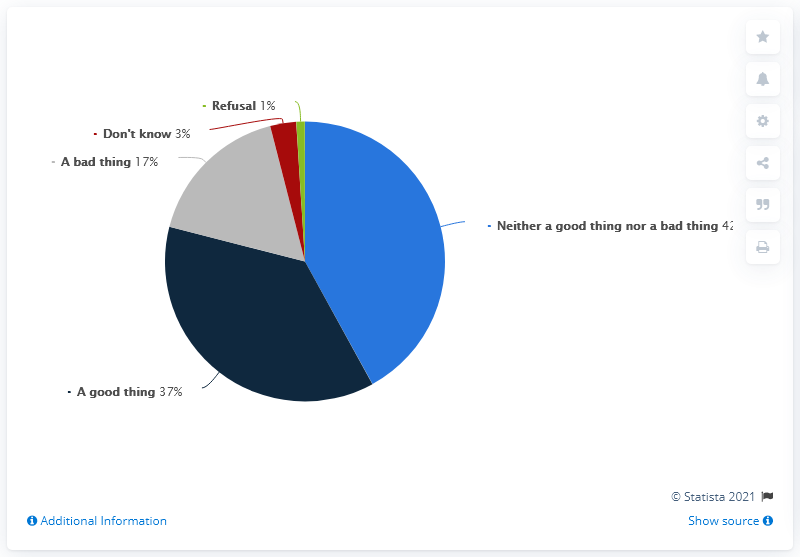 Refusal 1%
Don't know 3%
A bad thing 17%
Neither a good thing nor a bad thing 42
A good thing 37%
© Statista 2021
Additional Information
Show source